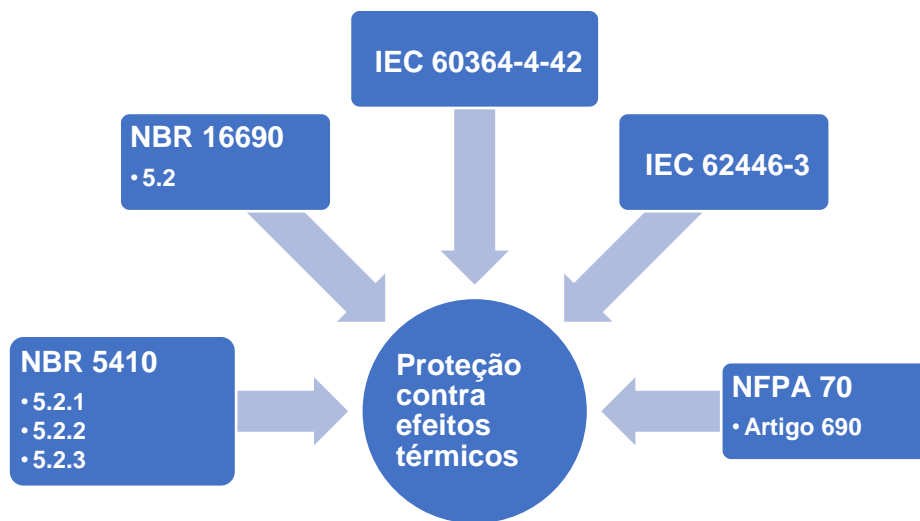 IEC 60364-4-42
NBR 16690
• 5.2
IEC 62446-3
NBR 5410
• 5.2.1
• 5.2.2
• 5.2.3
Proteção
contra
efeitos
térmicos
NFPA 70
• Artigo 690